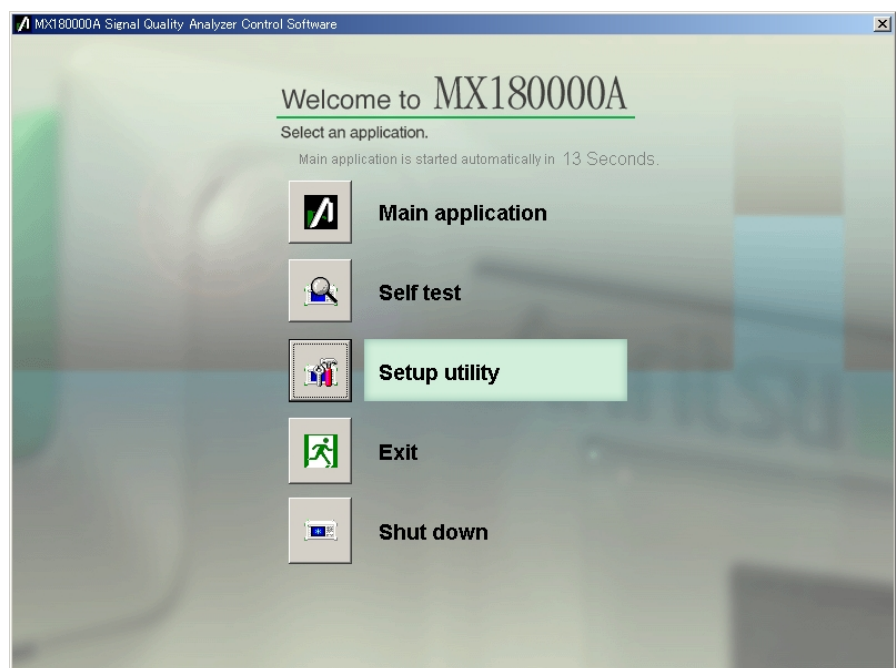 MX180000A Signal Quality Analyzer Control Software
Welcome to MX180000A
Select an application.
Main application is started automatically in 13 Seconds.
Main application
Self test
Setup utility
Exit
Shut down